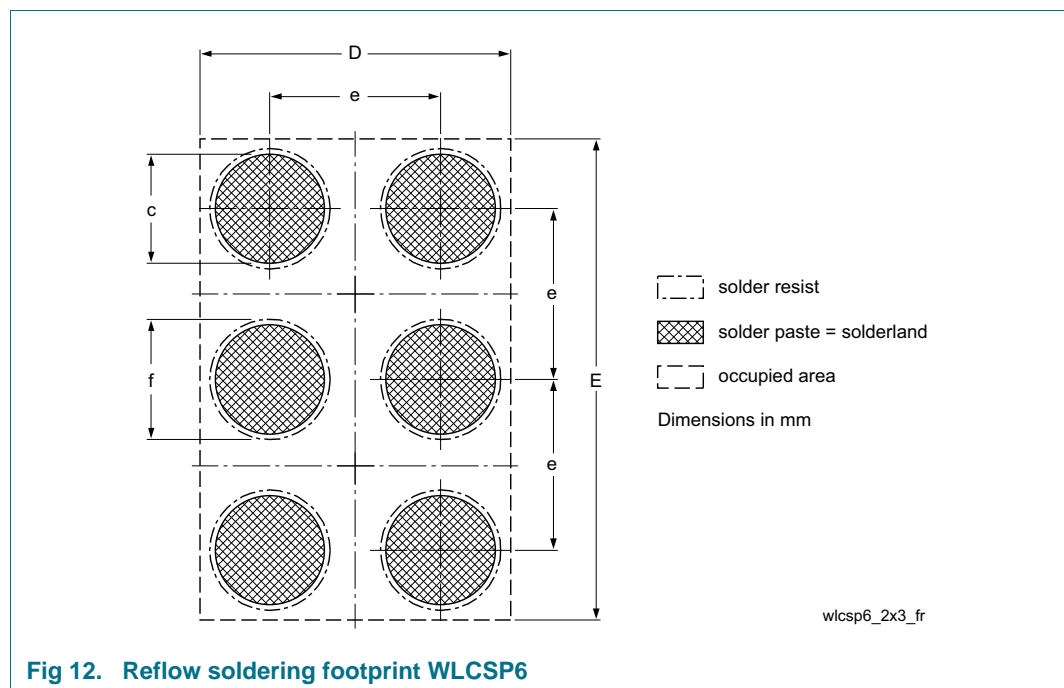 D
e
c
e
solder resist
solder paste = solderland
f
E
occupied area
Dimensions in mm
e
wlcsp6_2x3_fr
Fig 12. Reflow soldering footprint WLCSP6